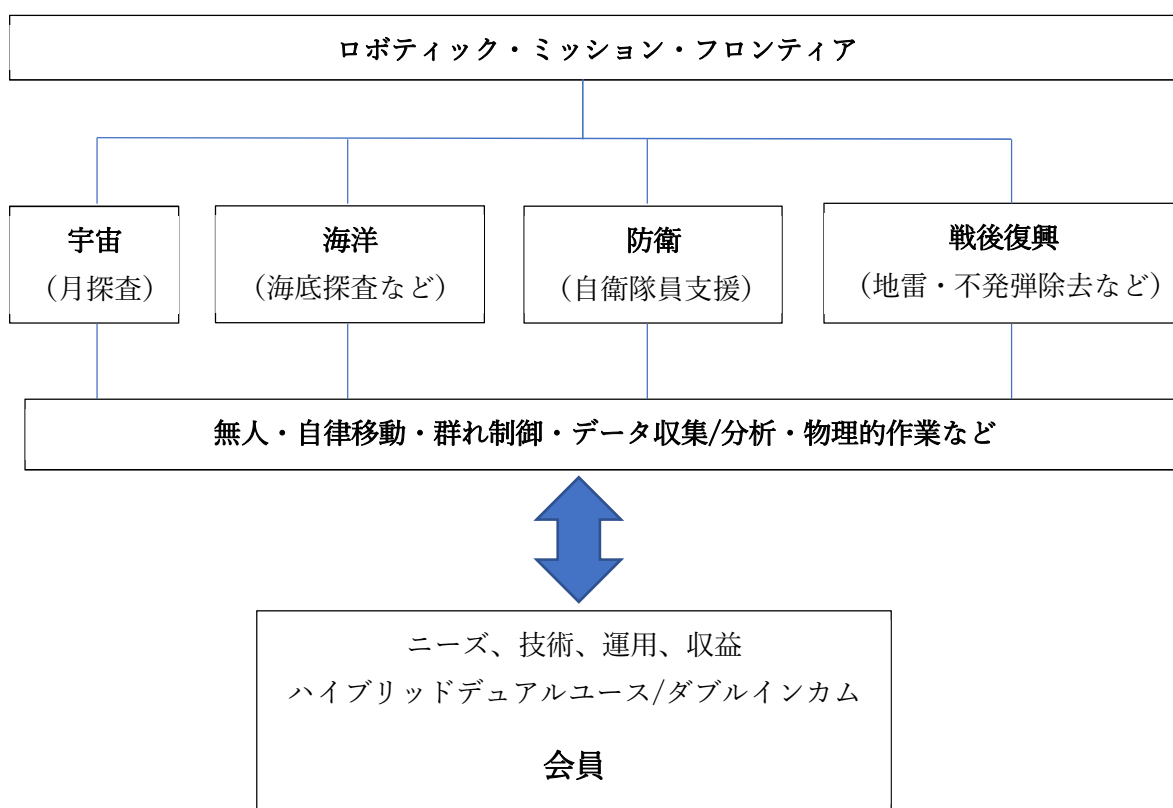 ロボティック・ミッション・フロンティア
宇宙
（月探査）
海洋
（海底探査など）
防衛
（自衛隊員支援）
戦後復興
（地雷・不発弾除去など）
無人・自律移動・群れ制御・データ収集/分析・物理的作業など
ニーズ、技術、運用、収益
ハイブリッドデュアルユース/ダブルインカム
会員